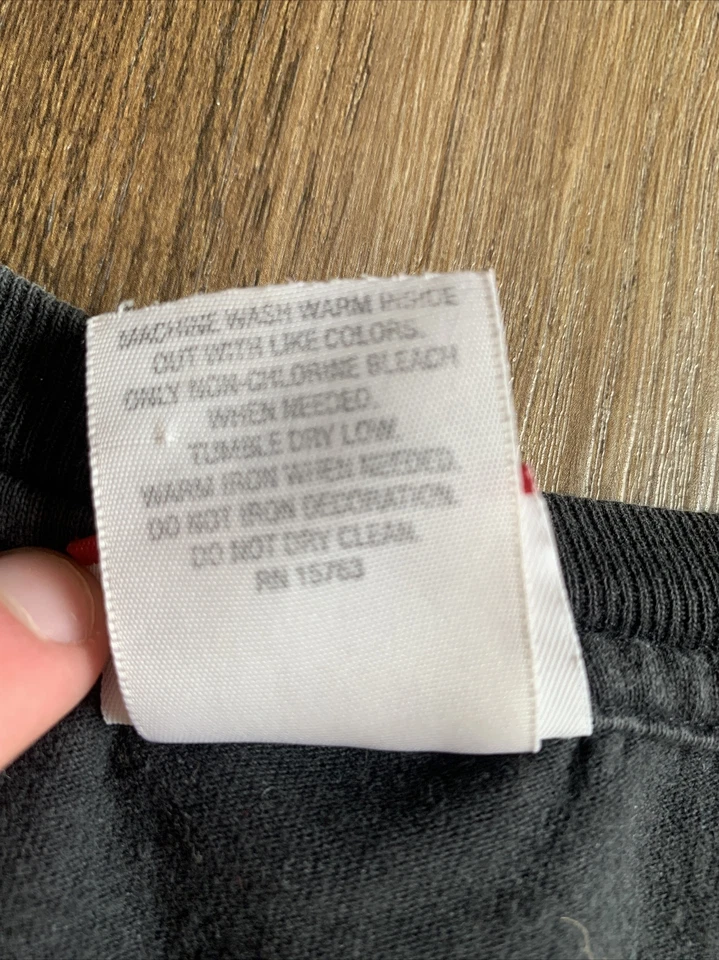 MACHINE WASH WARM INSIDE
OUT WITH LIKE COLORS.
ONLY NON-CHLORINE BLEACH
WHEN NEEDED.
TUMBLE DRY LOW.
WARM IRON WHEN NEEDED.
DO NOT IRON DECORATION.
DO NOT DRY CLEAN.
RN 15763